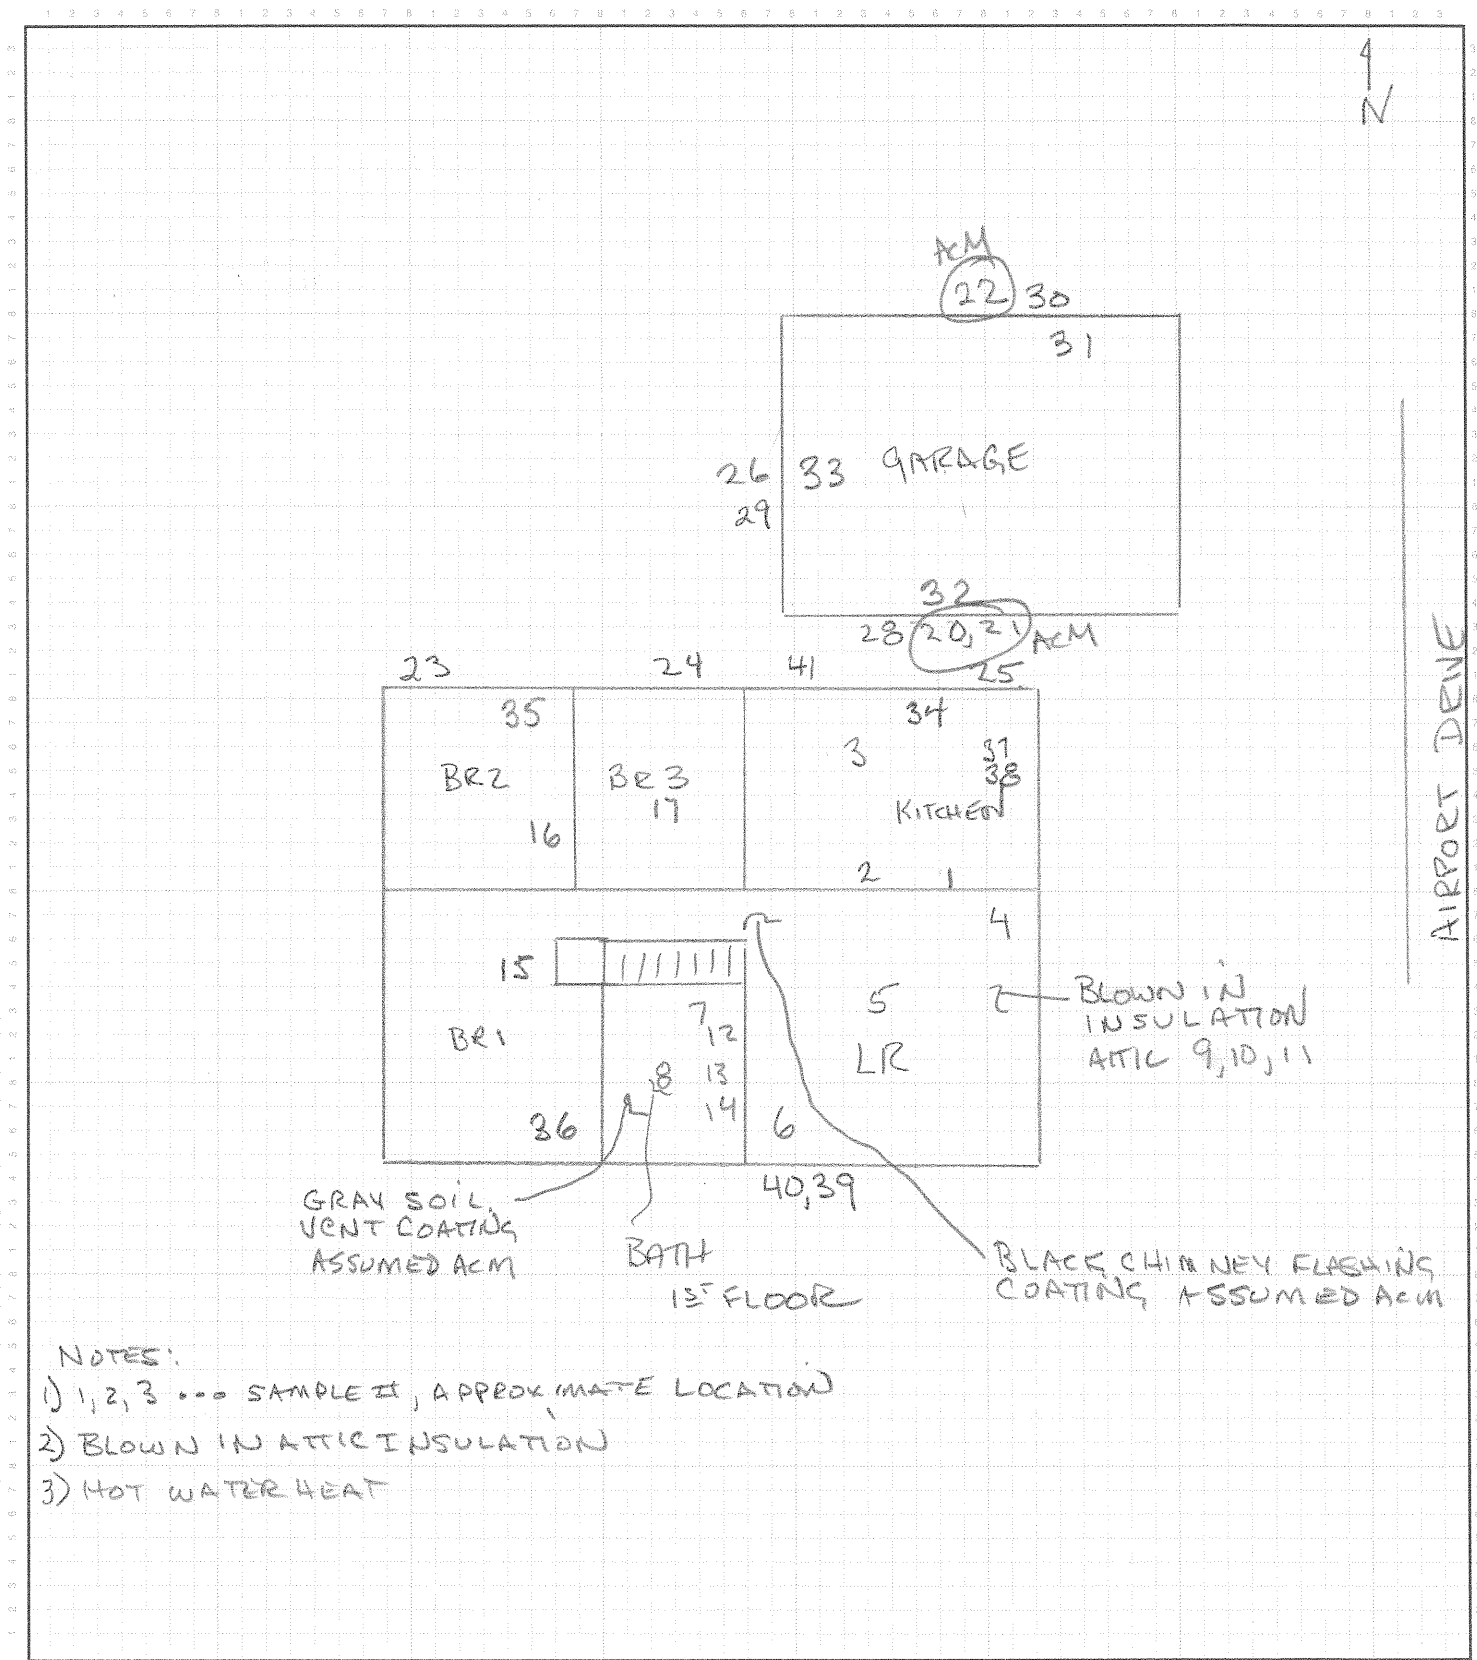 N
ACM
22 30
31
26 33 GARAGE
29
32
28 20,21 ACM
23 24 41 25
35 34
3 37
38
BR2 BR3
17 KITCHEN
16
2 1
4
15
5
BLOWN IN
INSULATION
ATTIC 9,10,11
7
12
BR1 LR
8 13
14
36 6
40,39
GRAY SOIL
VENT COATING
ASSUMED ACM
BATH
1ST FLOOR
BLACK CHIMNEY FLASHING
COATING ASSUMED ACM
AIRPORT DRIVE
NOTES:
1) 1, 2, 3 ... SAMPLE #, APPROXIMATE LOCATION
2) BLOWN IN ATTIC INSULATION
3) HOT WATER HEAT